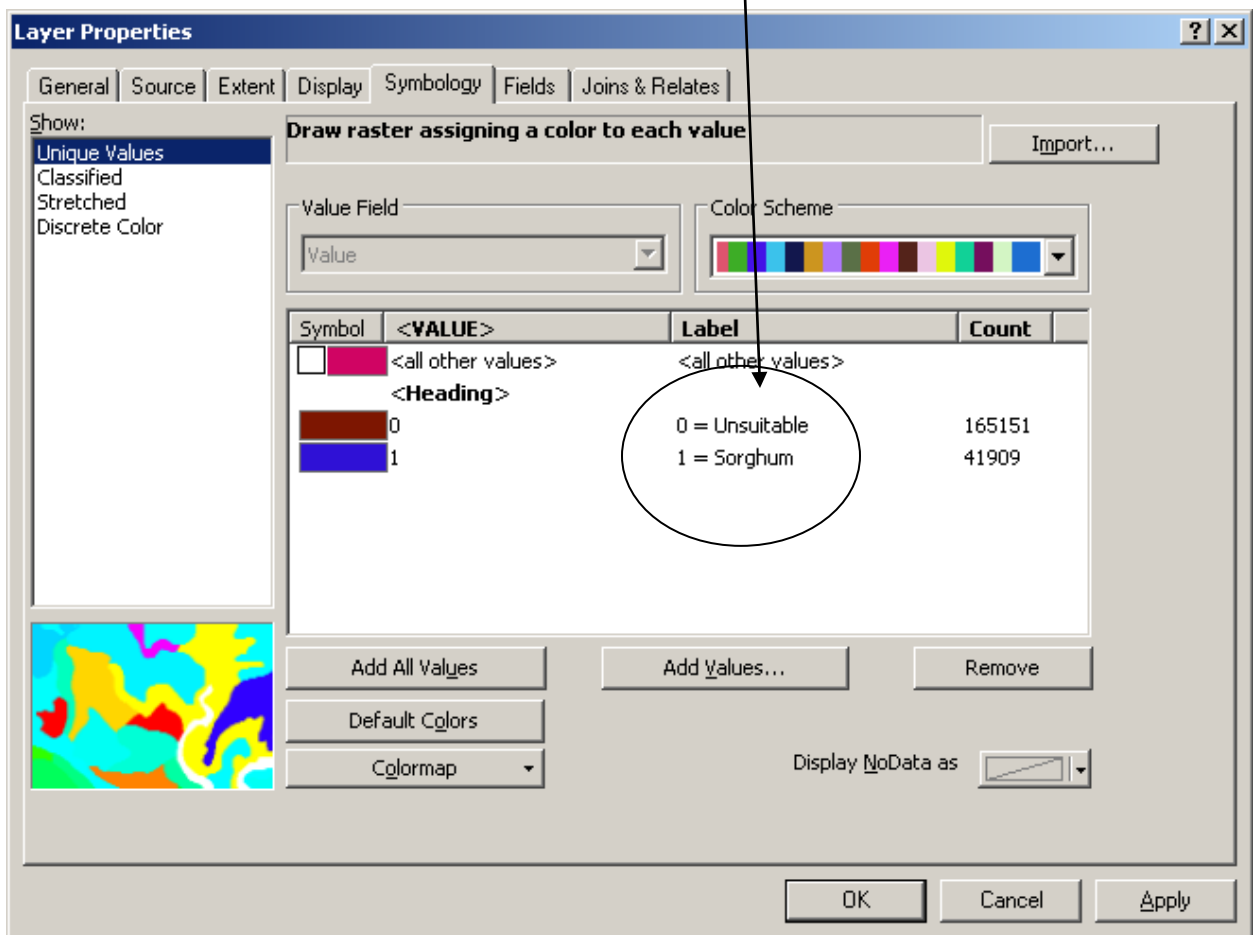 Layer Properties
? X
General Source Extent Display Symbology Fields Joins & Relates
Show:
Unique Values
Classified
Stretched
Discrete Color
Draw raster assigning a color to each value
Import...
Value Field
Value
Color Scheme
Symbol <VALUE> Label Count
<all other values> <all other values>
<Heading>
0 0 = Unsuitable 165151
1 1 = Sorghum 41909
Add All Values Add Values... Remove
Default Colors
Colormap
Display NoData as
OK Cancel Apply